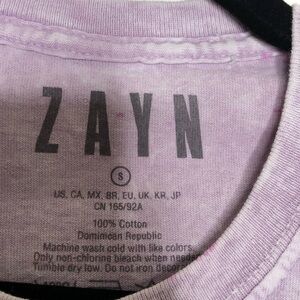 ZAYN
S
US, CA, MX, BR, EU, UK, KR, JP
CN 165/92A
100% Cotton
Dominican Republic
Machine wash cold with like colors.
Only non-chlorine bleach when needed.
Tumble dry low. Do not iron